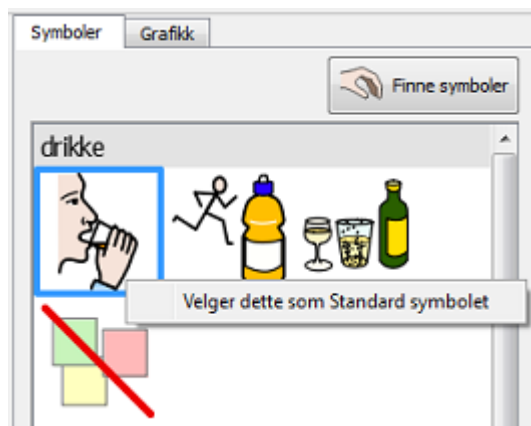 Symboler Grafikk
Finne symboler
drikke
Velger dette som Standard symbolet